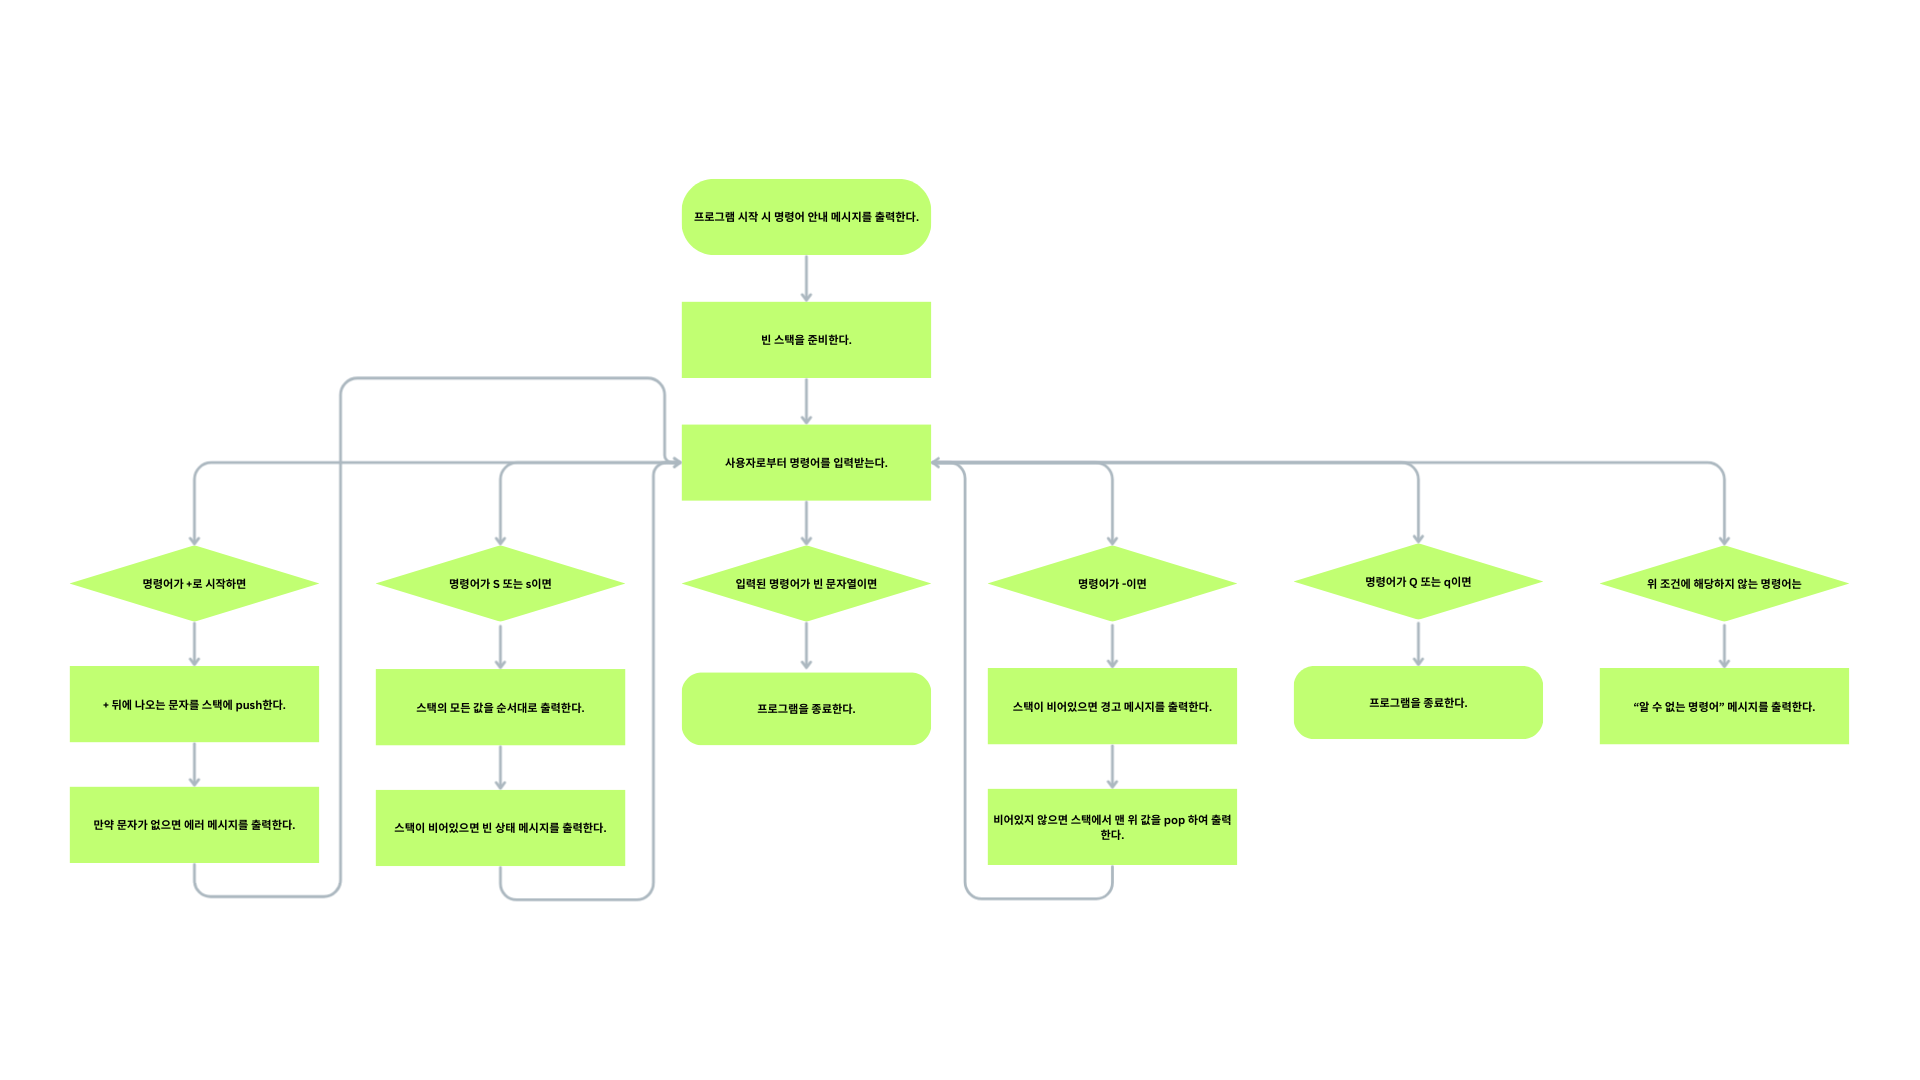 프로그램 시작 시 명령어 안내 메시지를 출력한다.
빈 스택을 준비한다.
사용자로부터 명령어를 입력받는다.
명령어가 +로 시작하면
명령어가 S 또는 s이면
입력된 명령어가 빈 문자열이면
명령어가 -이면
명령어가 Q 또는 q이면
위 조건에 해당하지 않는 명령어는
+ 뒤에 나오는 문자를 스택에 push한다.
스택의 모든 값을 순서대로 출력한다.
프로그램을 종료한다.
스택이 비어있으면 경고 메시지를 출력한다.
프로그램을 종료한다.
“알 수 없는 명령어” 메시지를 출력한다.
만약 문자가 없으면 에러 메시지를 출력한다.
스택이 비어있으면 빈 상태 메시지를 출력한다.
비어있지 않으면 스택에서 맨 위 값을 pop 하여 출력
한다.